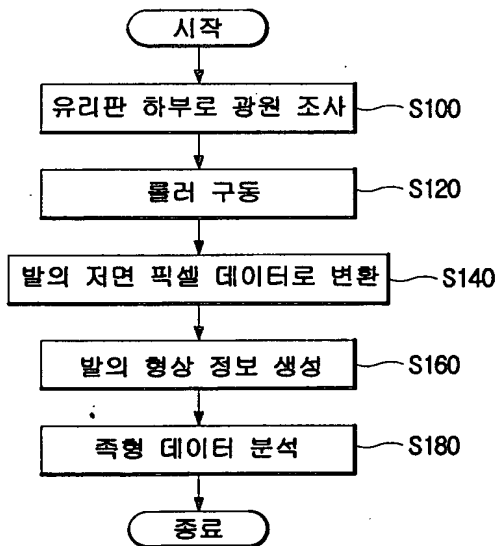 시작
유리판 하부로 광원 조사
S100
롤러 구동
S120
발의 저면 픽셀 데이터로 변환
S140
발의 형상 정보 생성
S160
족형 데이터 분석
S180
종료